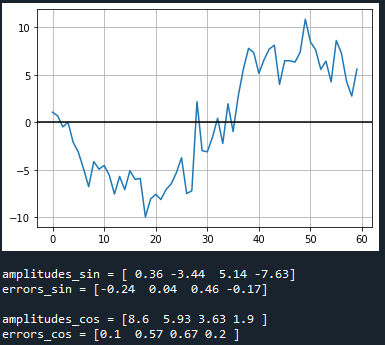 10
5
0
−5
−10
0 10 20 30 40 50 60
amplitudes_sin = [ 0.36 -3.44  5.14 -7.63]
errors_sin = [-0.24  0.04  0.46 -0.17]
amplitudes_cos = [8.6  5.93 3.63 1.9 ]
errors_cos = [0.1  0.57 0.67 0.2 ]